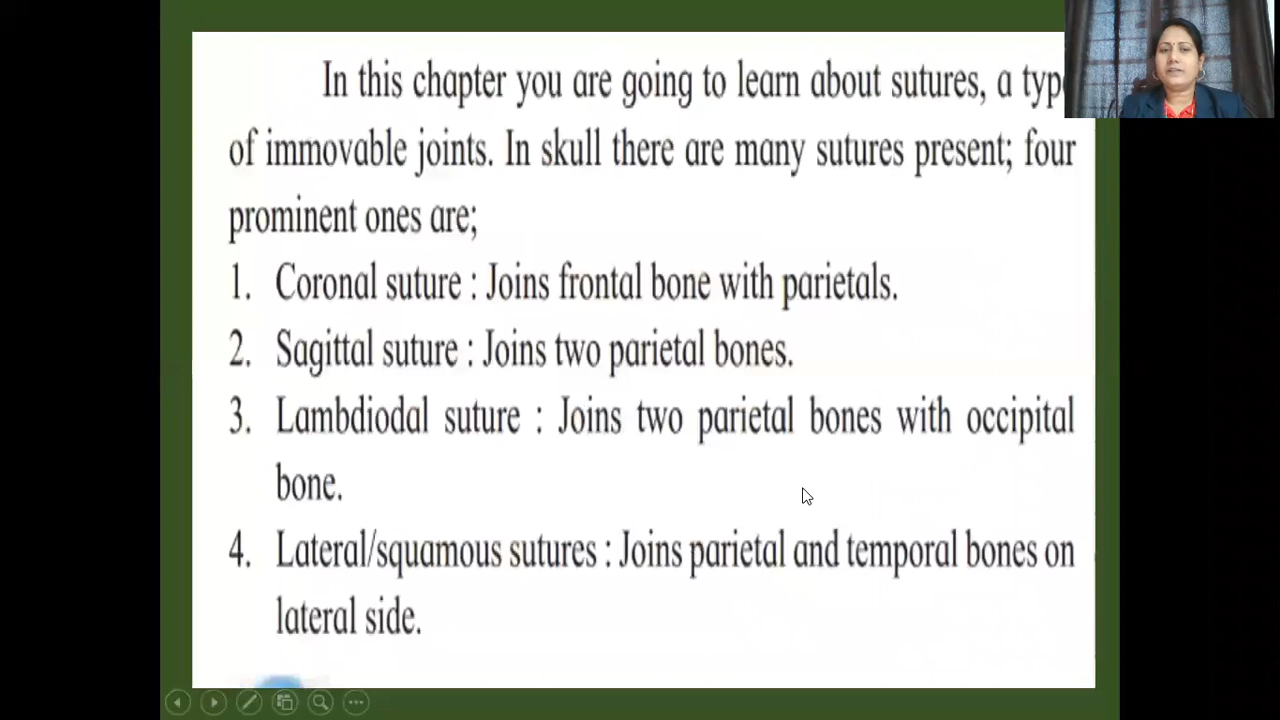 In this chapter you are going to learn about sutures, a typ
of immovable joints. In skull there are many sutures present; four
prominent ones are;
1. Coronal suture : Joins frontal bone with parietals.
2. Sagittal suture : Joins two parietal bones.
3. Lambdiodal suture : Joins two parietal bones with occipital
bone.
4. Lateral/squamous sutures : Joins parietal and temporal bones on
lateral side.